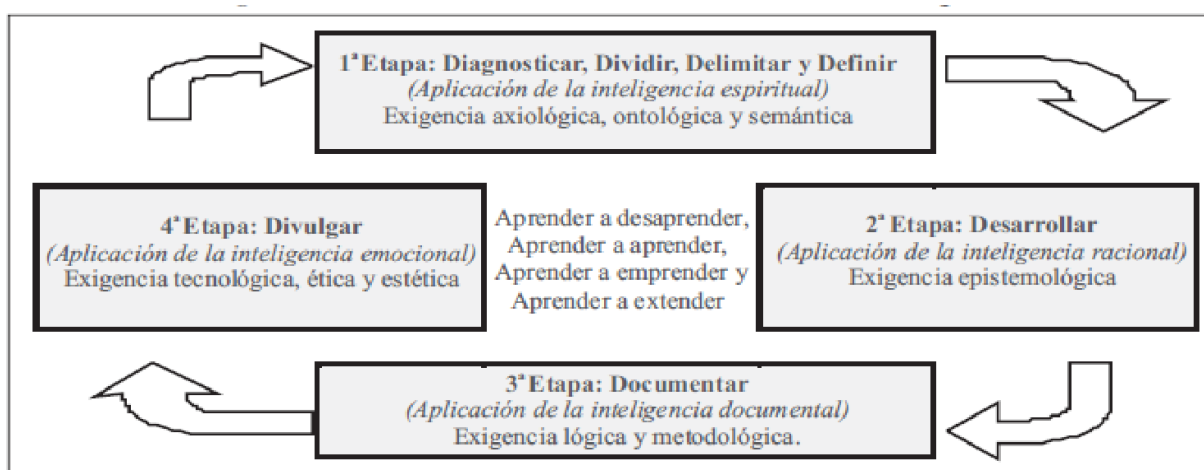 1ª Etapa: Diagnosticar, Dividir, Delimitar y Definir
(Aplicación de la inteligencia espiritual)
Exigencia axiológica, ontológica y semántica
4ª Etapa: Divulgar
(Aplicación de la inteligencia emocional)
Exigencia tecnológica, ética y estética
Aprender a desaprender,
Aprender a aprender,
Aprender a emprender y
Aprender a extender
2ª Etapa: Desarrollar
(Aplicación de la inteligencia racional)
Exigencia epistemológica
3ª Etapa: Documentar
(Aplicación de la inteligencia documental)
Exigencia lógica y metodológica.